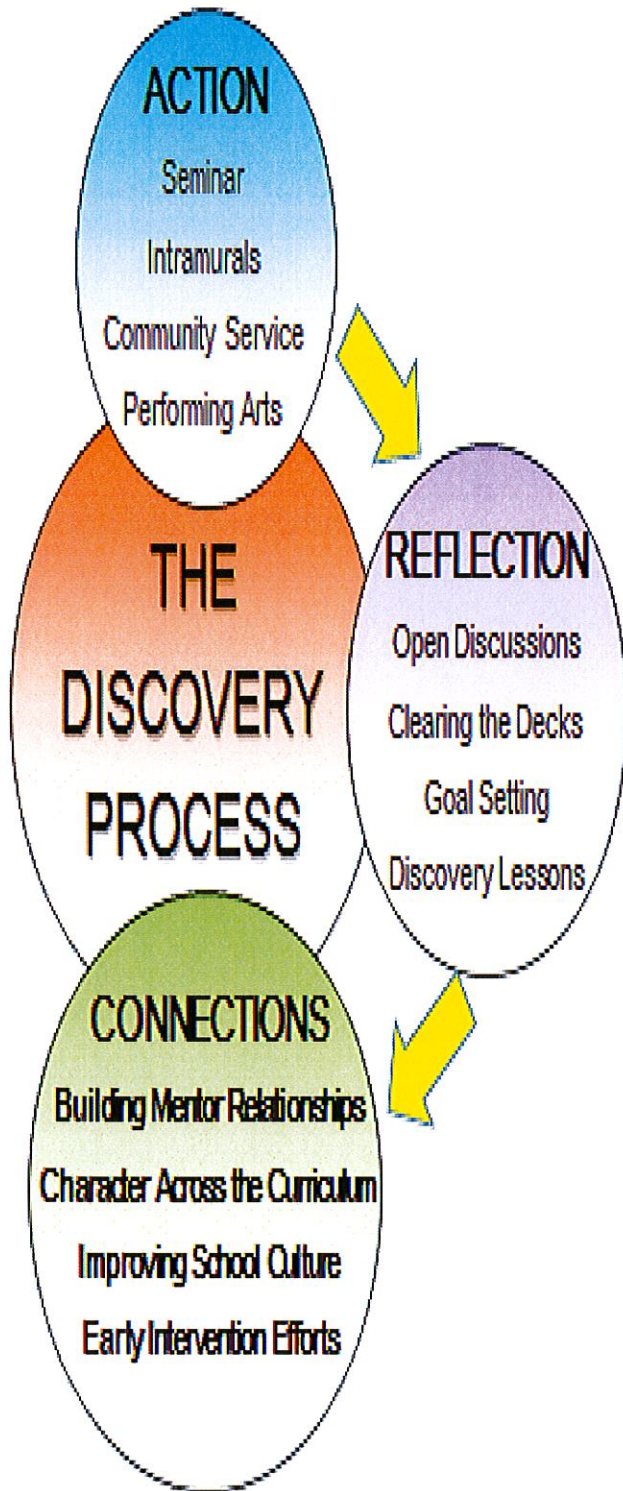 ACTION
Seminar
Intramurals
Community Service
Performing Arts
THE
DISCOVERY
PROCESS
REFLECTION
Open Discussions
Clearing the Decks
Goal Setting
Discovery Lessons
CONNECTIONS
Building Mentor Relationships
Character Across the Curriculum
Improving School Culture
Early Intervention Efforts